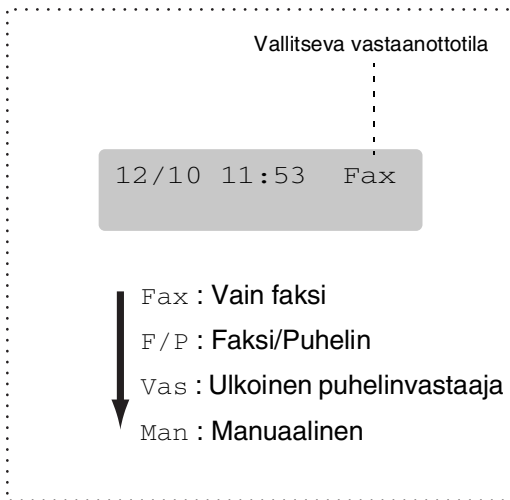 Vallitseva vastaanottotila
12/10 11:53 Fax
Fax : Vain faksi
F/P : Faksi/Puhelin
Vas : Ulkoinen puhelinvastaaja
Man : Manuaalinen